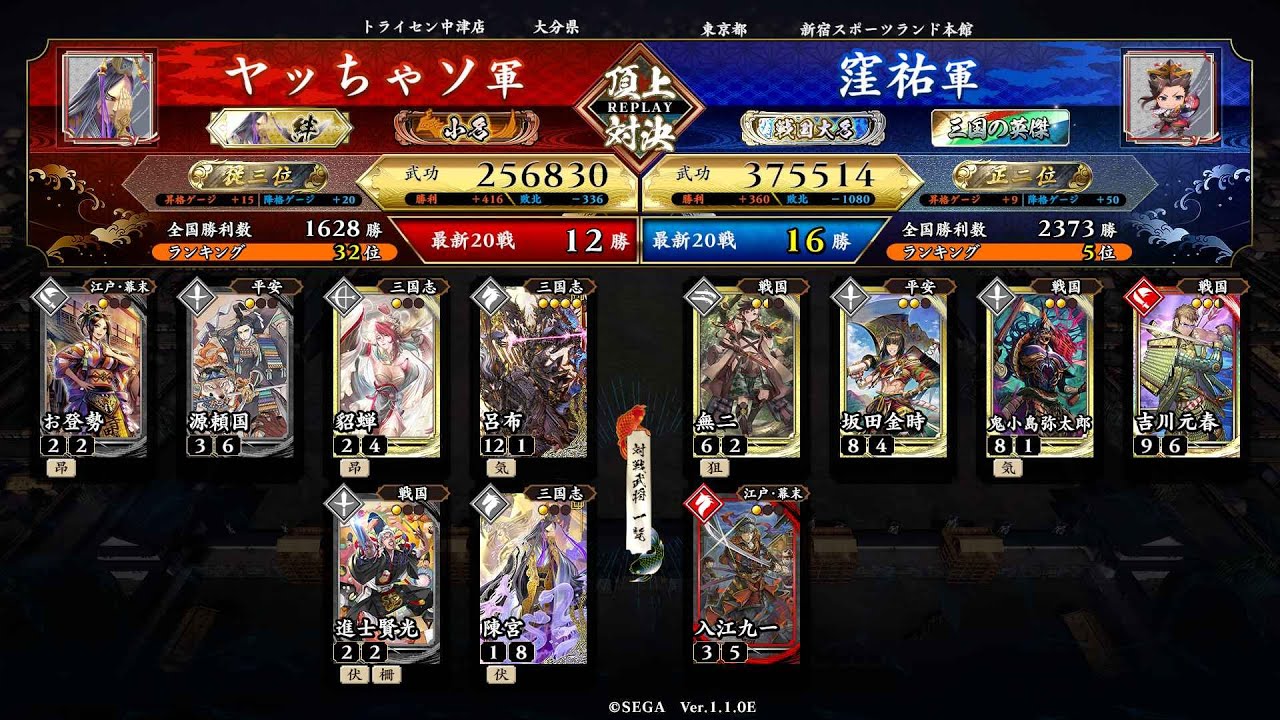 トライセン中津店 大分県
東京都 新宿スポーツランド本館
ヤッちゃソ軍
頂上
REPLAY
対決
窪祐軍
絆
小名
戦国大名
三国の英傑
従三位
武功 256830
武功 375514
正二位
昇格ゲージ +15 降格ゲージ +20
勝利 +416 敗北 -336
勝利 +360 敗北 -1080
昇格ゲージ +9 降格ゲージ +50
全国勝利数 1628 勝
ランキング 32位
最新20戦 12 勝
最新20戦 16 勝
全国勝利数 2373 勝
ランキング 5位
江戸・幕末
お登勢
2 2
昴
平安
源頼国
3 6
三国志
貂蝉
2 4
昴
三国志
呂布
12 1
気
戦国
無二
6 2
狙
平安
坂田金時
8 4
戦国
鬼小島弥太郎
8 1
気
戦国
吉川元春
9 6
対戦武将一覧
戦国
進士賢光
2 2
伏 柵
三国志
陳宮
1 8
伏
江戸・幕末
入江九一
3 5
©SEGA Ver.1.1.0E